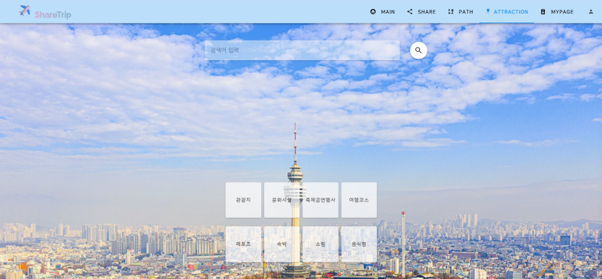 ShareTrip
MAIN
SHARE
PATH
ATTRACTION
MYPAGE
검색어 입력
관광지
문화시설
축제공연행사
여행코스
레포츠
숙박
쇼핑
음식점